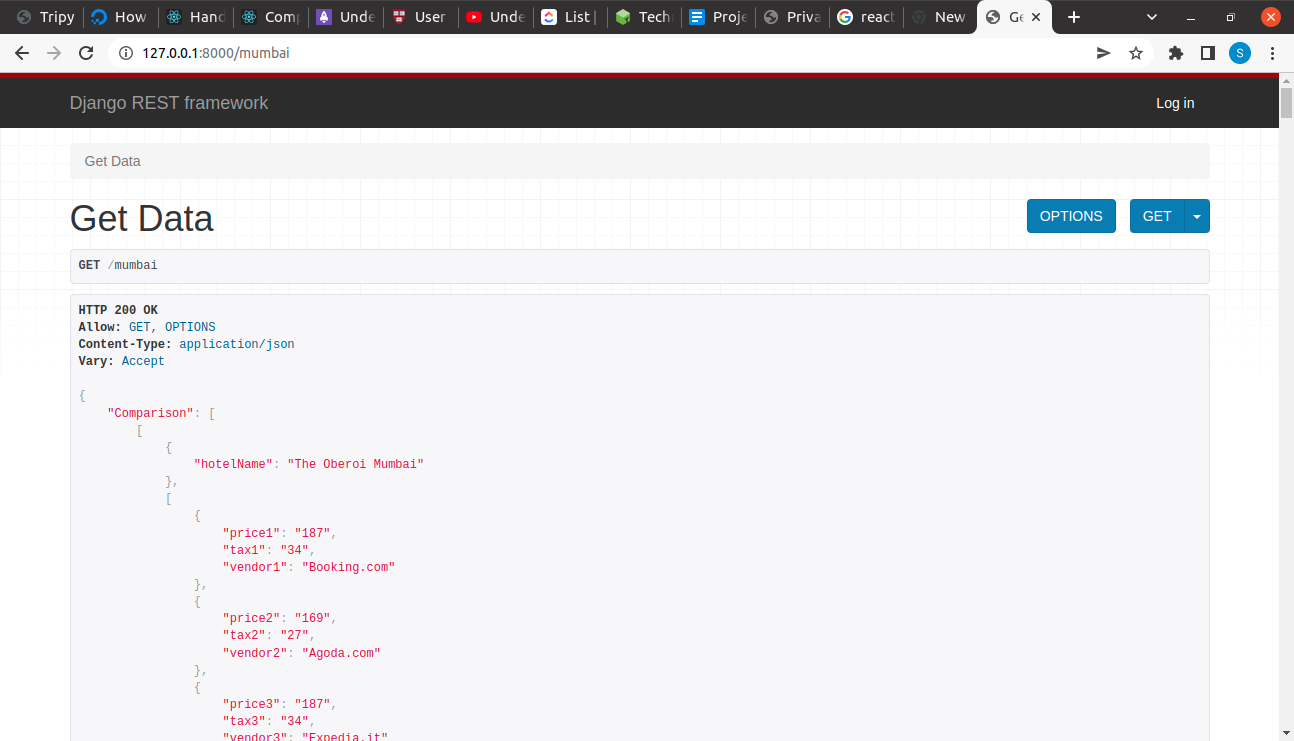 Tripy How Hand Comp Unde User Unde List | Tech Proje Priva react New Ge
127.0.0.1:8000/mumbai
S
Django REST framework Log in
Get Data
Get Data OPTIONS GET
GET /mumbai
HTTP 200 OK
Allow: GET, OPTIONS
Content-Type: application/json
Vary: Accept
{
"Comparison": [
[
{
"hotelName": "The Oberoi Mumbai"
},
[
{
"price1": "187",
"tax1": "34",
"vendor1": "Booking.com"
},
{
"price2": "169",
"tax2": "27",
"vendor2": "Agoda.com"
},
{
"price3": "187",
"tax3": "34",
"vendor3": "Expedia.it"